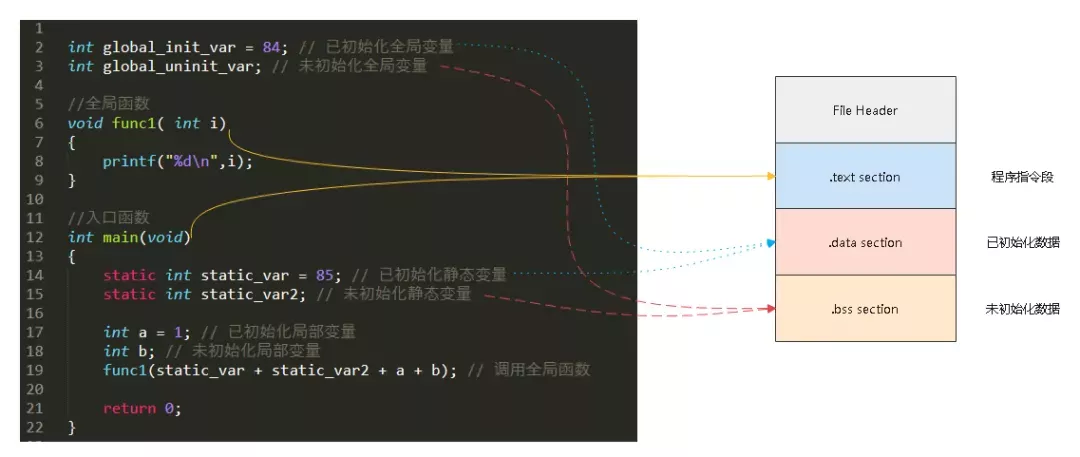 1
2 int global_init_var = 84; // 已初始化全局变量
3 int global_uninit_var; // 未初始化全局变量
4
5 //全局函数
6 void func1( int i)
7 {
8 printf("%d\n",i);
9 }
10
11 //入口函数
12 int main(void)
13 {
14 static int static_var = 85; // 已初始化静态变量
15 static int static_var2; // 未初始化静态变量
16
17 int a = 1; // 已初始化局部变量
18 int b; // 未初始化局部变量
19 func1(static_var + static_var2 + a + b); // 调用全局函数
20
21 return 0;
22 }
File Header
.text section 程序指令段
.data section 已初始化数据
.bss section 未初始化数据